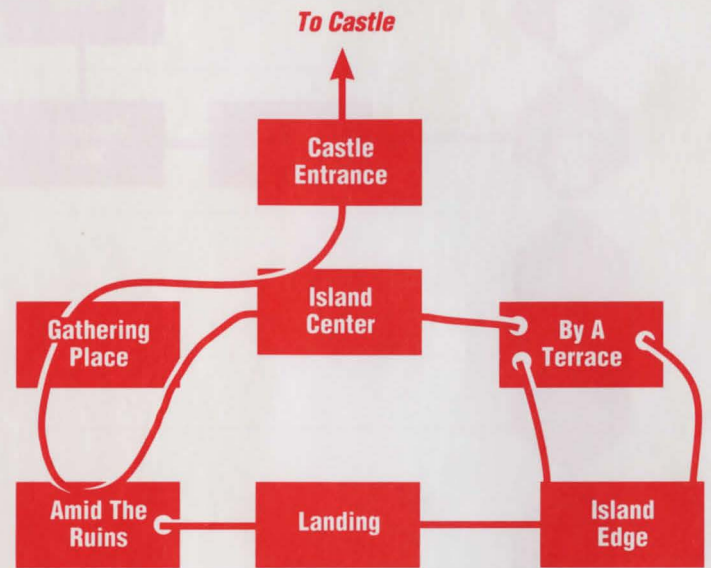 To Castle
Castle
Entrance
Island
Center
Gathering
Place
By A
Terrace
Amid The
Ruins
Landing
Island
Edge